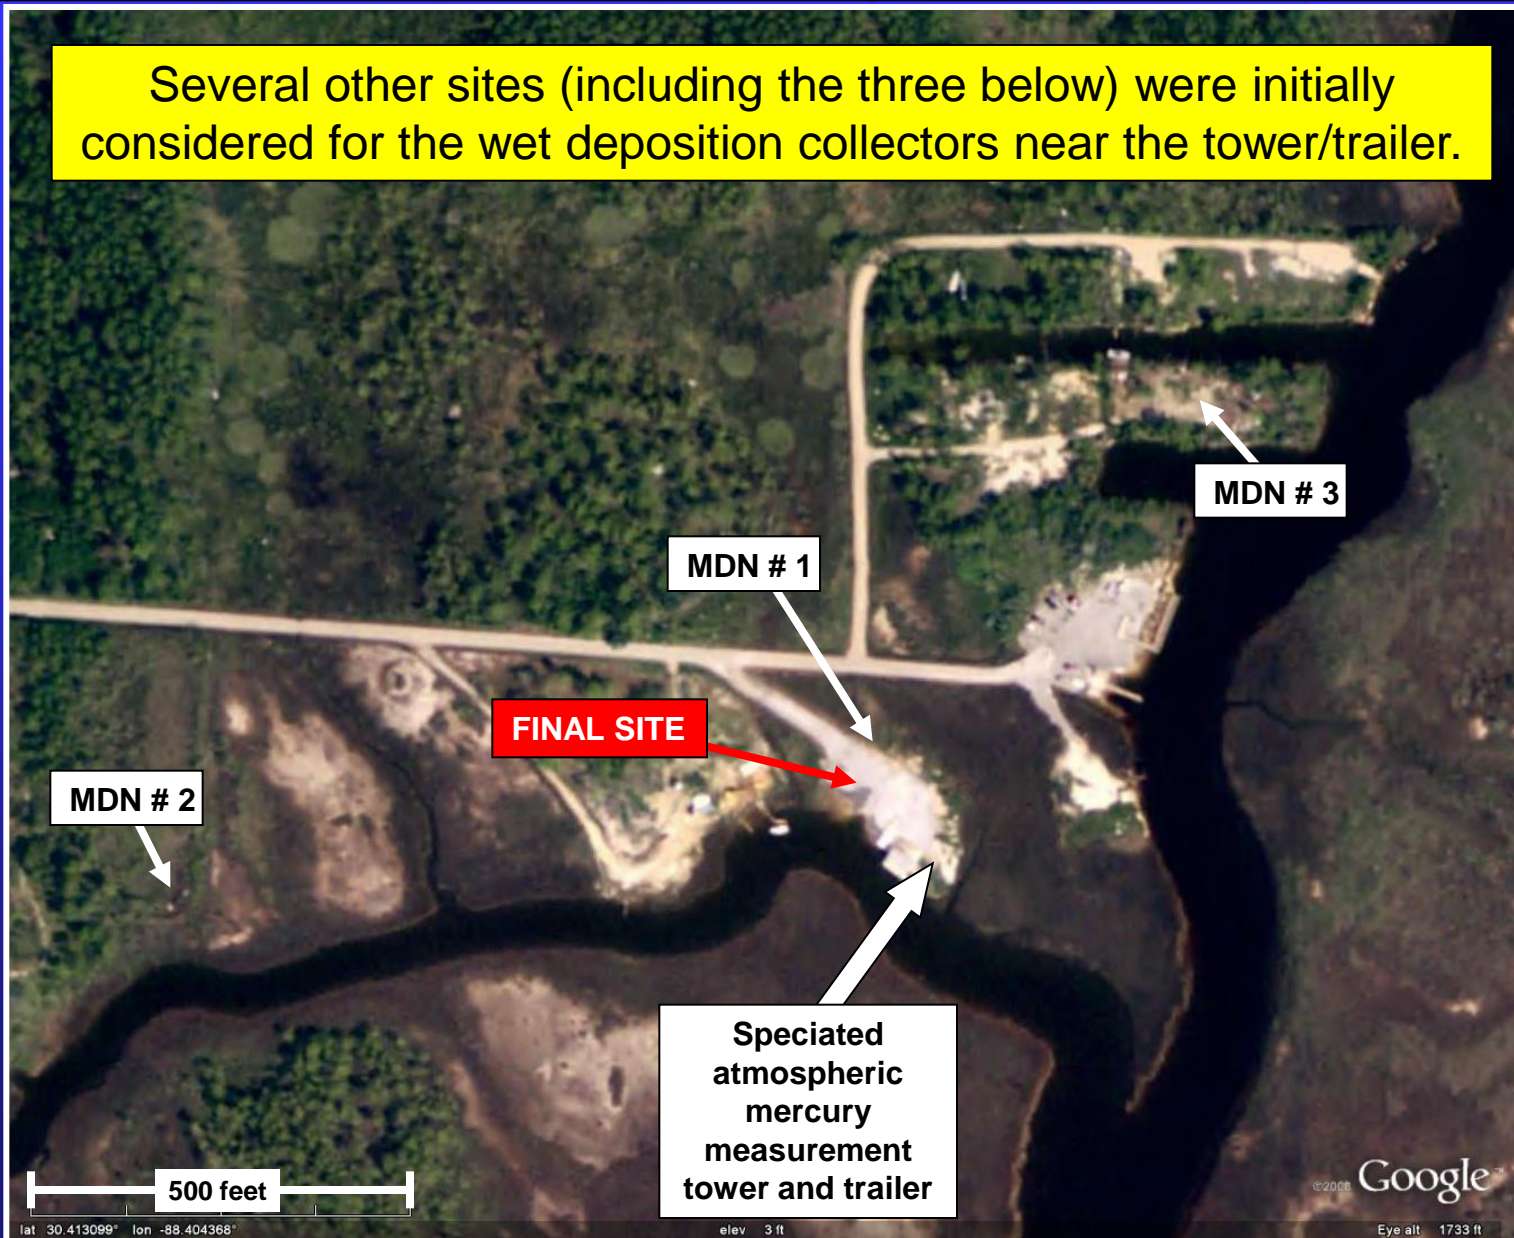 Several other sites (including the three below) were initially
considered for the wet deposition collectors near the tower/trailer.
MDN # 3
MDN # 1
FINAL SITE
MDN # 2
Speciated
atmospheric
mercury
measurement
tower and trailer
500 feet
©2008 Google™
lat 30.413099° lon -88.404368° elev 3 ft Eye alt 1733 ft